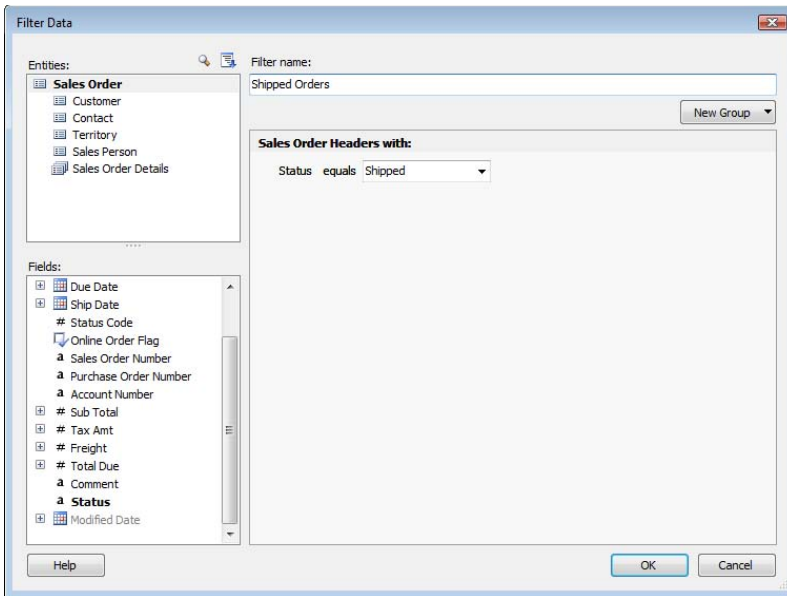 Filter Data
Entities:
Sales Order
Customer
Contact
Territory
Sales Person
Sales Order Details
Fields:
Due Date
Ship Date
# Status Code
Online Order Flag
a Sales Order Number
a Purchase Order Number
a Account Number
# Sub Total
# Tax Amt
# Freight
# Total Due
a Comment
a Status
Modified Date
Filter name:
Shipped Orders
New Group
Sales Order Headers with:
Status equals Shipped
Help
OK
Cancel